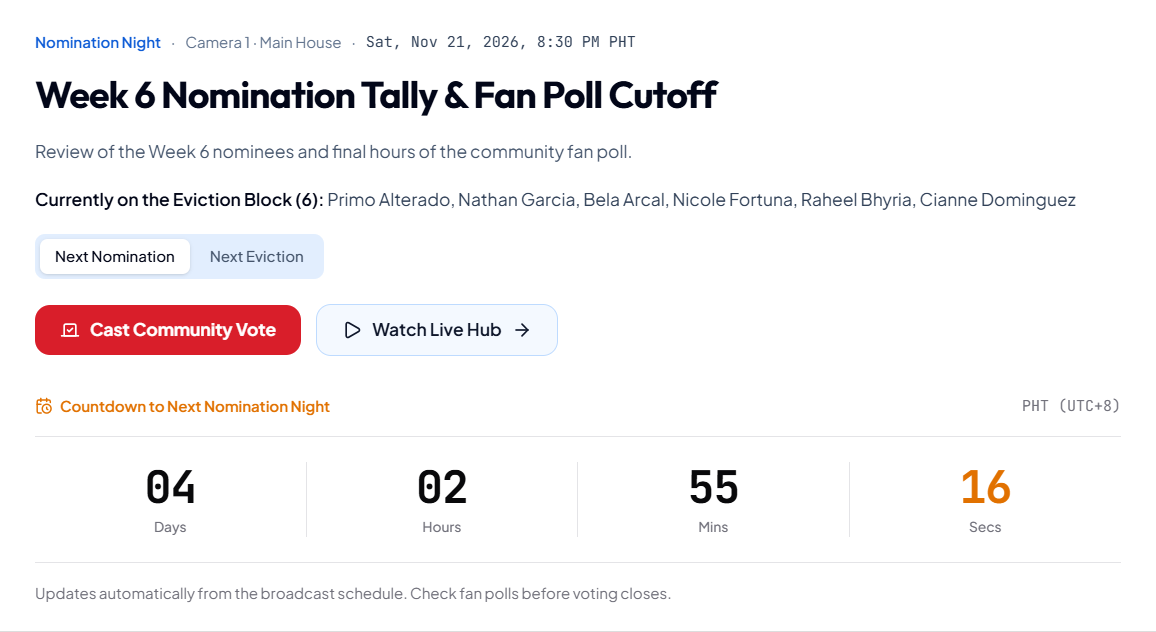 Nomination Night · Camera 1 · Main House · Sat, Nov 21, 2026, 8:30 PM PHT
Week 6 Nomination Tally & Fan Poll Cutoff
Review of the Week 6 nominees and final hours of the community fan poll.
Currently on the Eviction Block (6): Primo Alterado, Nathan Garcia, Bela Arcal, Nicole Fortuna, Raheel Bhyria, Cianne Dominguez
Next Nomination Next Eviction
Cast Community Vote Watch Live Hub →
Countdown to Next Nomination Night PHT (UTC+8)
04 02 55 16
Days Hours Mins Secs
Updates automatically from the broadcast schedule. Check fan polls before voting closes.